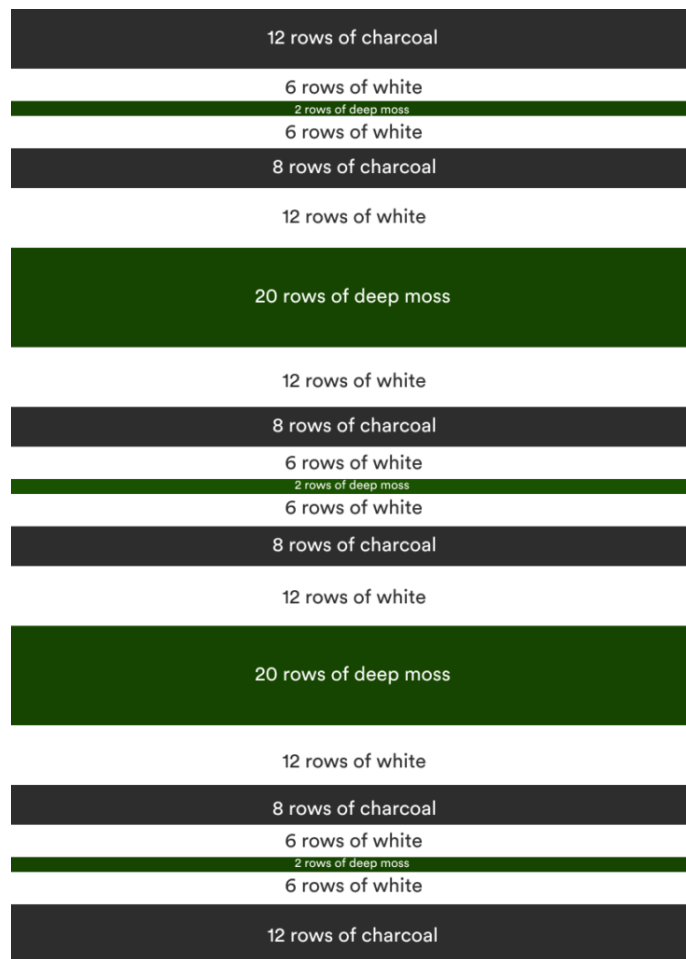 12 rows of charcoal
6 rows of white
2 rows of deep moss
6 rows of white
8 rows of charcoal
12 rows of white
20 rows of deep moss
12 rows of white
8 rows of charcoal
6 rows of white
2 rows of deep moss
6 rows of white
8 rows of charcoal
12 rows of white
20 rows of deep moss
12 rows of white
8 rows of charcoal
6 rows of white
2 rows of deep moss
6 rows of white
12 rows of charcoal